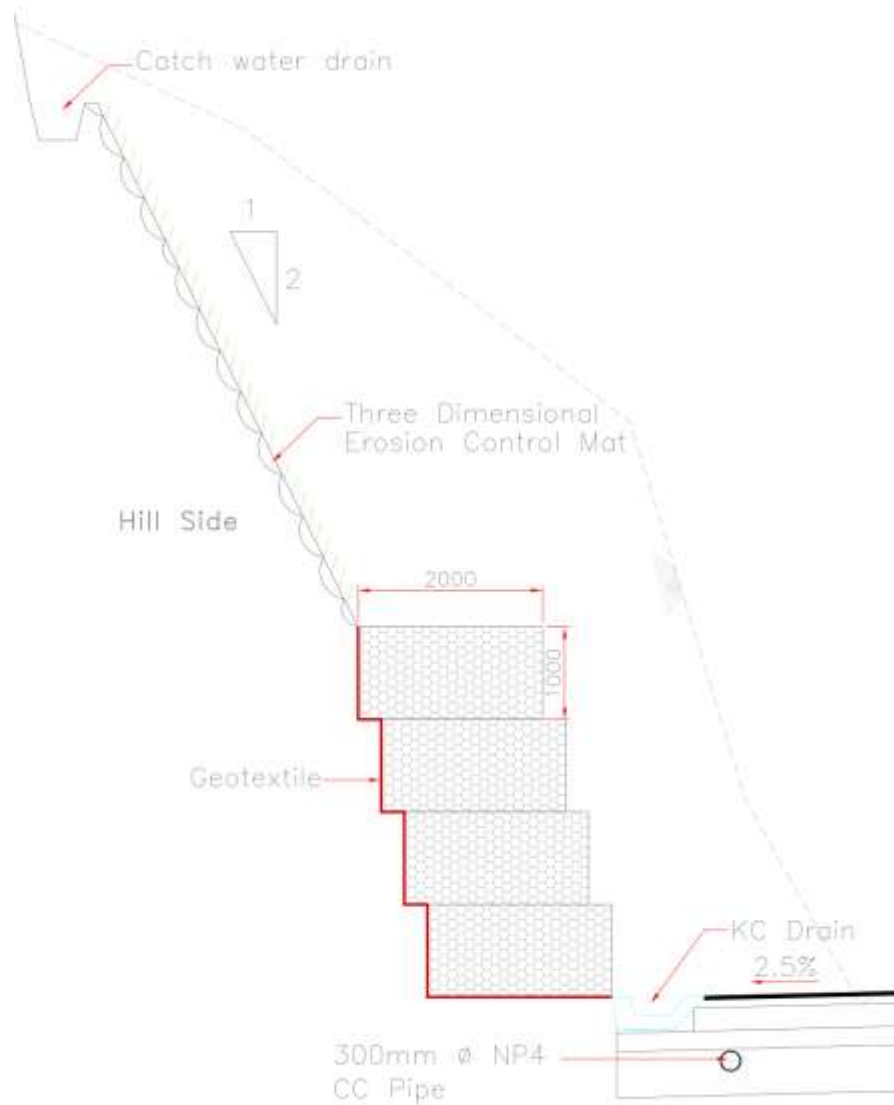 Catch water drain
1
2
Three Dimensional
Erosion Control Mat
Hill Side
2000
1000
Geotextile
KC Drain
2.5%
300mm ø NP4
CC Pipe